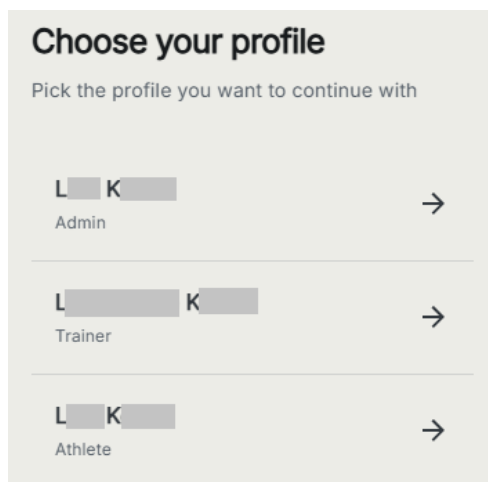 Choose your profile
Pick the profile you want to continue with
L K
Admin
L K
Trainer
L K
Athlete